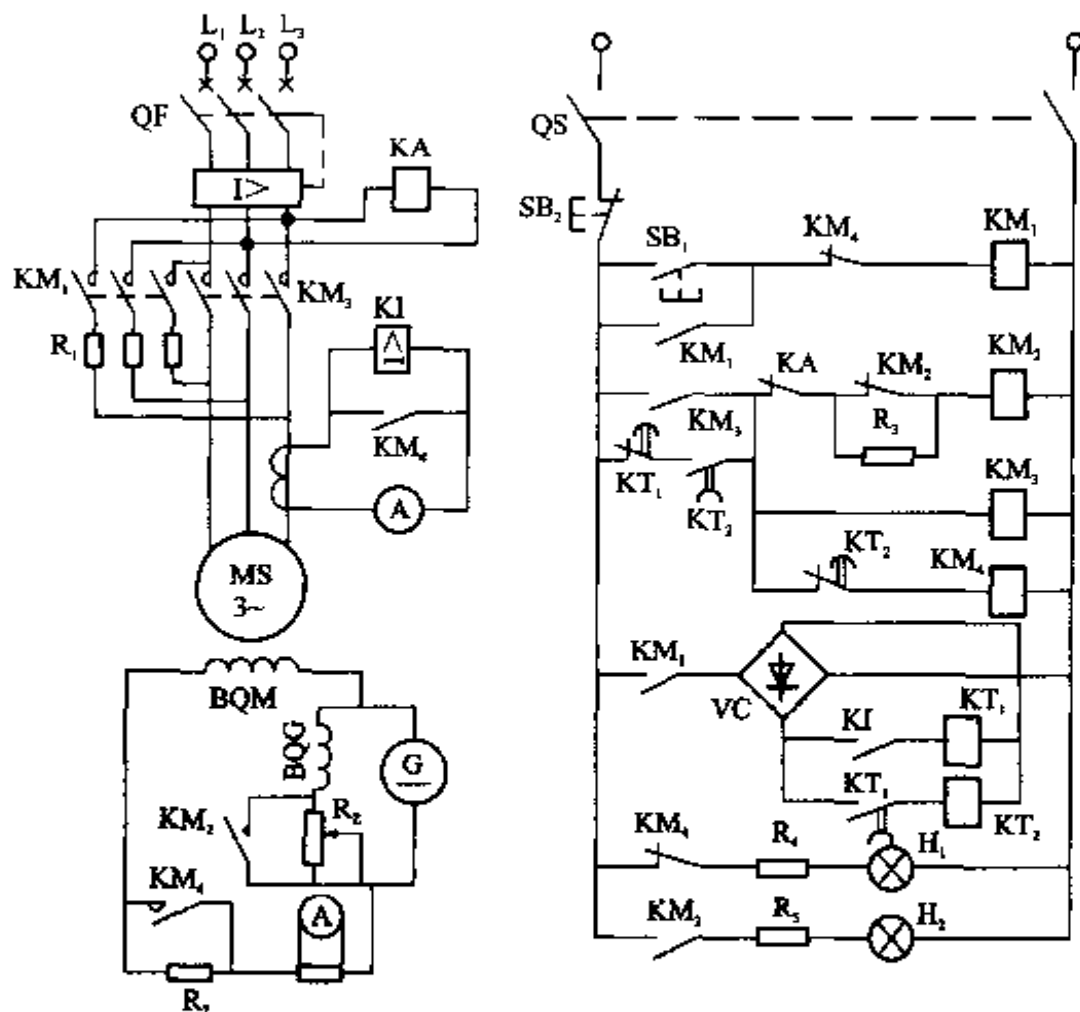 L₁ L₂ L₃
QF
KA
I>
KM₁
KM₃
R₁
KI
KM₄
A
MS
3~
BQM
BQG
G
R₂
KM₂
KM₄
A
QS
SB₂
SB₁
KM₄
KM₁
KM₁
KA
KM₂
KM₂
KM₃
R₃
KT₁
KT₂
KM₃
KT₂
KM₄
KM₁
VC
KI
KT₁
KT₁
KT₂
KM₄
R₄
H₁
R₅
H₂